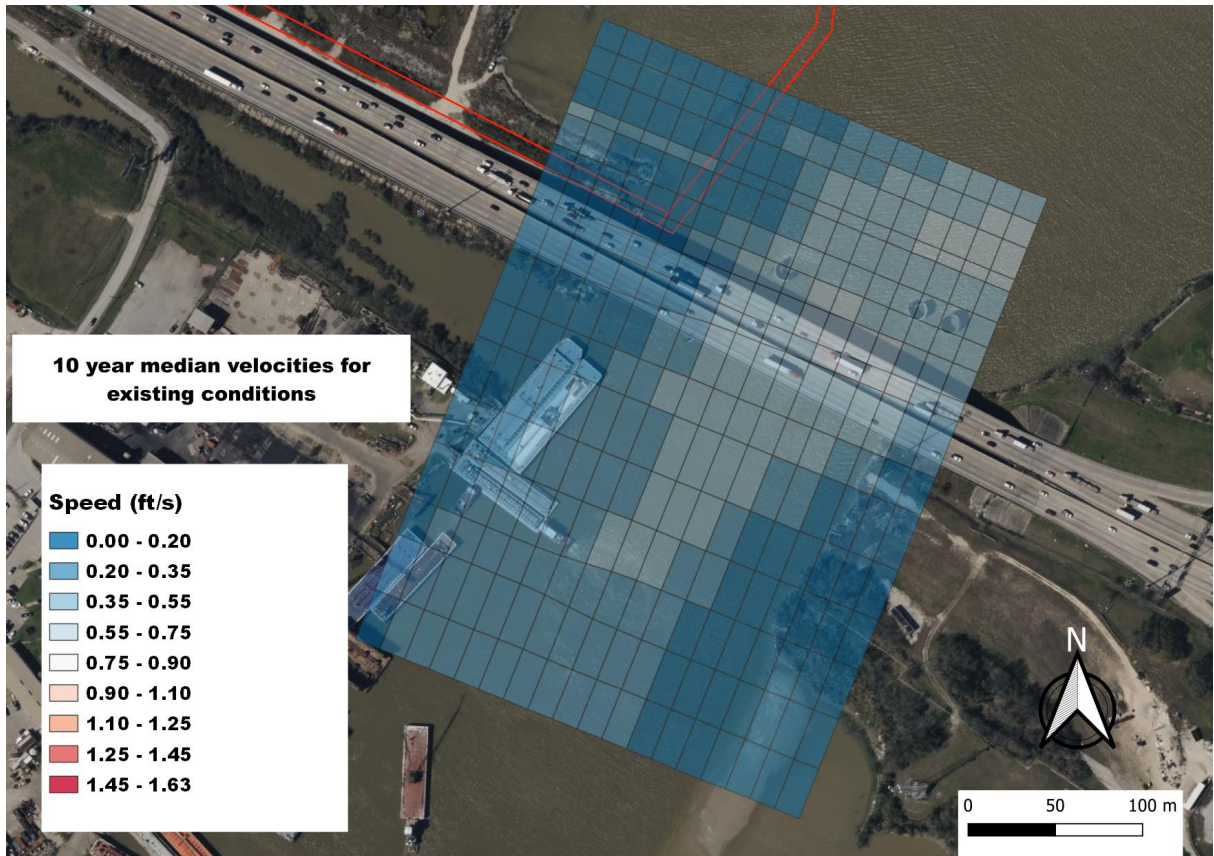 10 year median velocities for
existing conditions
Speed (ft/s)
0.00 - 0.20
0.20 - 0.35
0.35 - 0.55
0.55 - 0.75
0.75 - 0.90
0.90 - 1.10
1.10 - 1.25
1.25 - 1.45
1.45 - 1.63
N
0 50 100 m